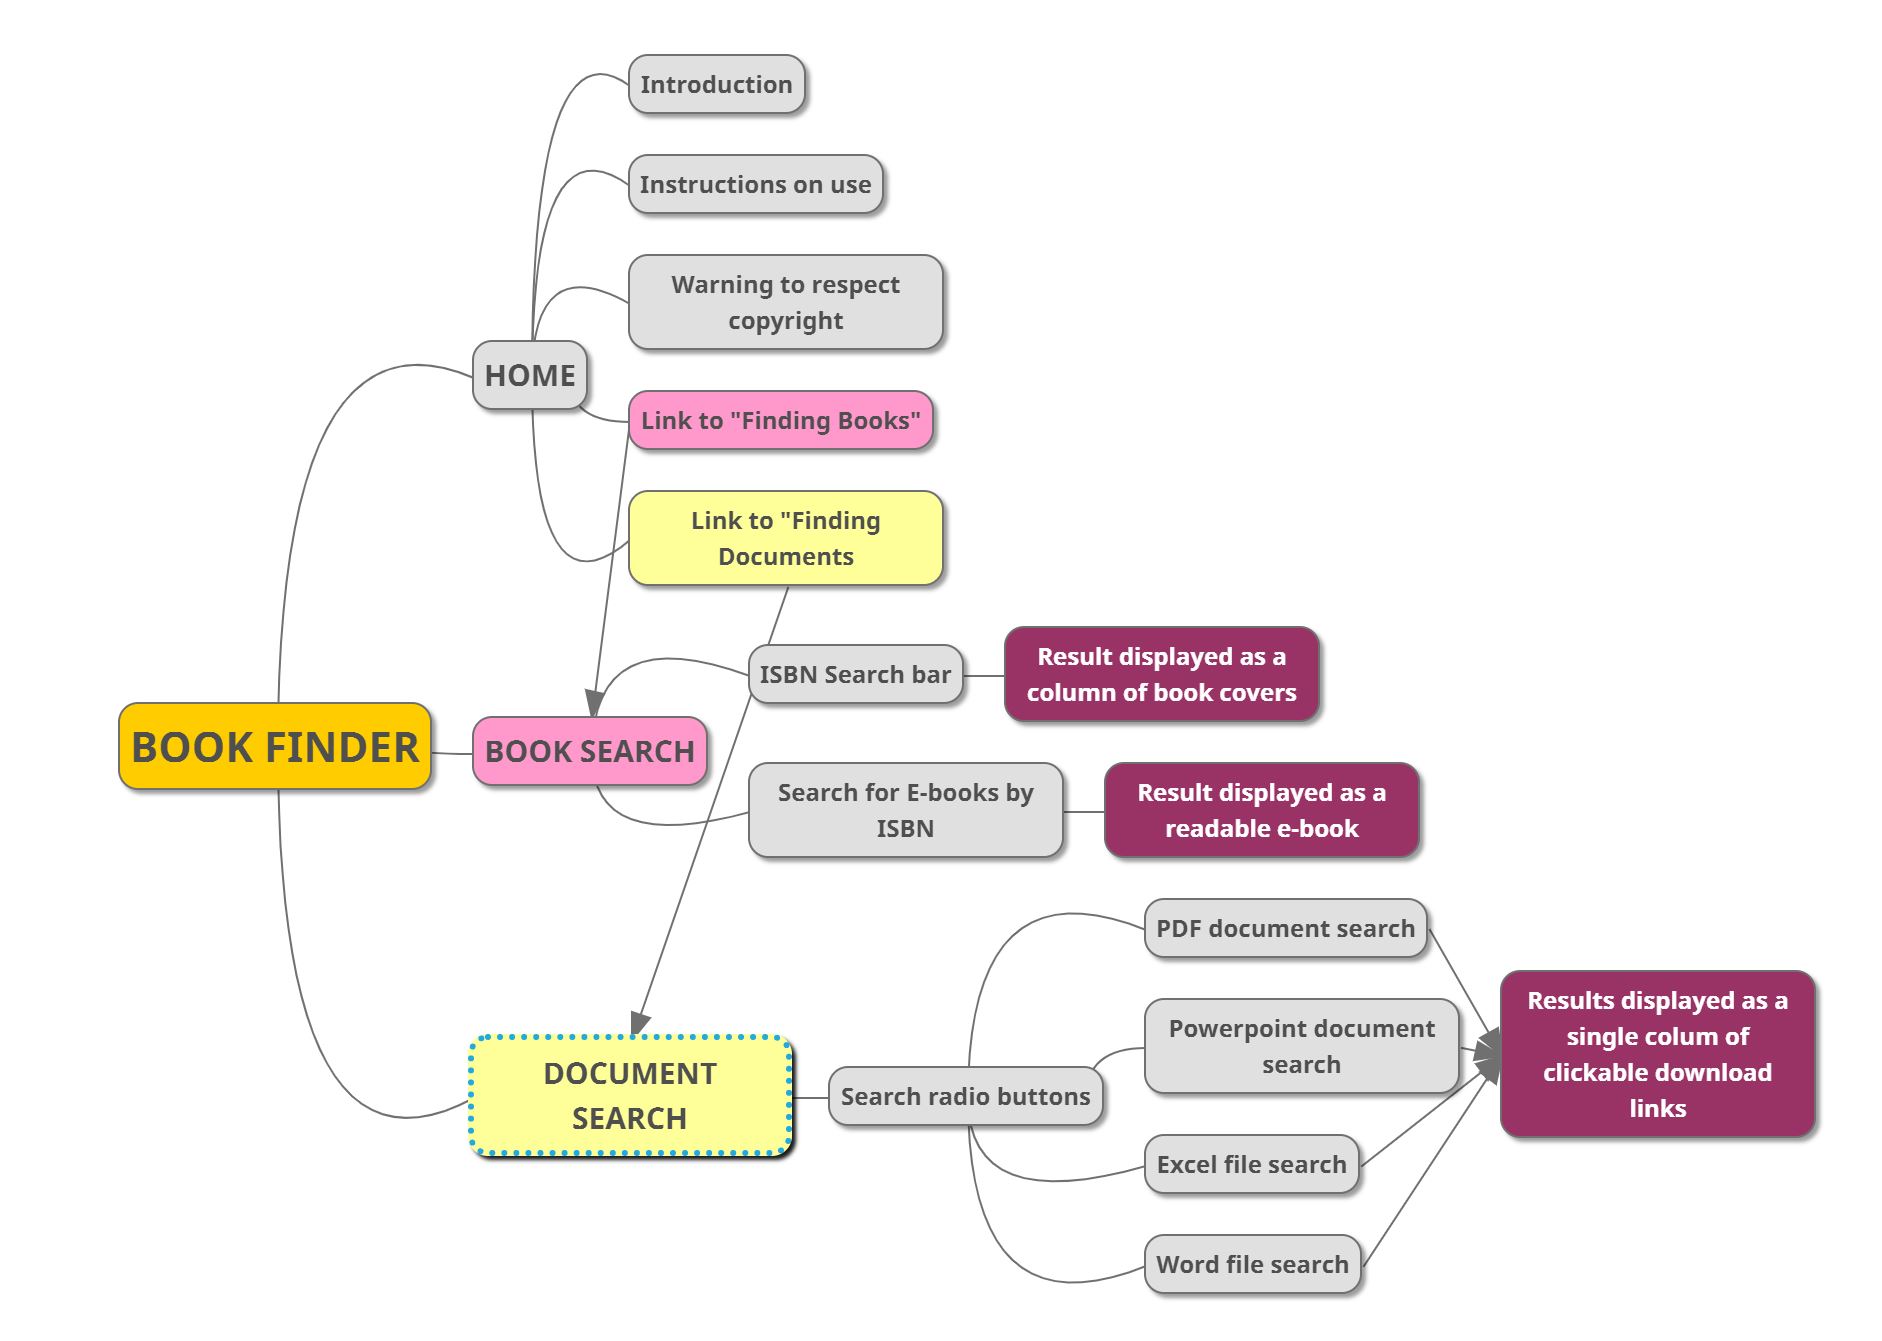 Introduction
Instructions on use
Warning to respect
copyright
HOME
Link to "Finding Books"
Link to "Finding
Documents
BOOK FINDER
BOOK SEARCH
ISBN Search bar
Result displayed as a
column of book covers
Search for E-books by
ISBN
Result displayed as a
readable e-book
DOCUMENT
SEARCH
Search radio buttons
PDF document search
Powerpoint document
search
Excel file search
Word file search
Results displayed as a
single colum of
clickable download
links